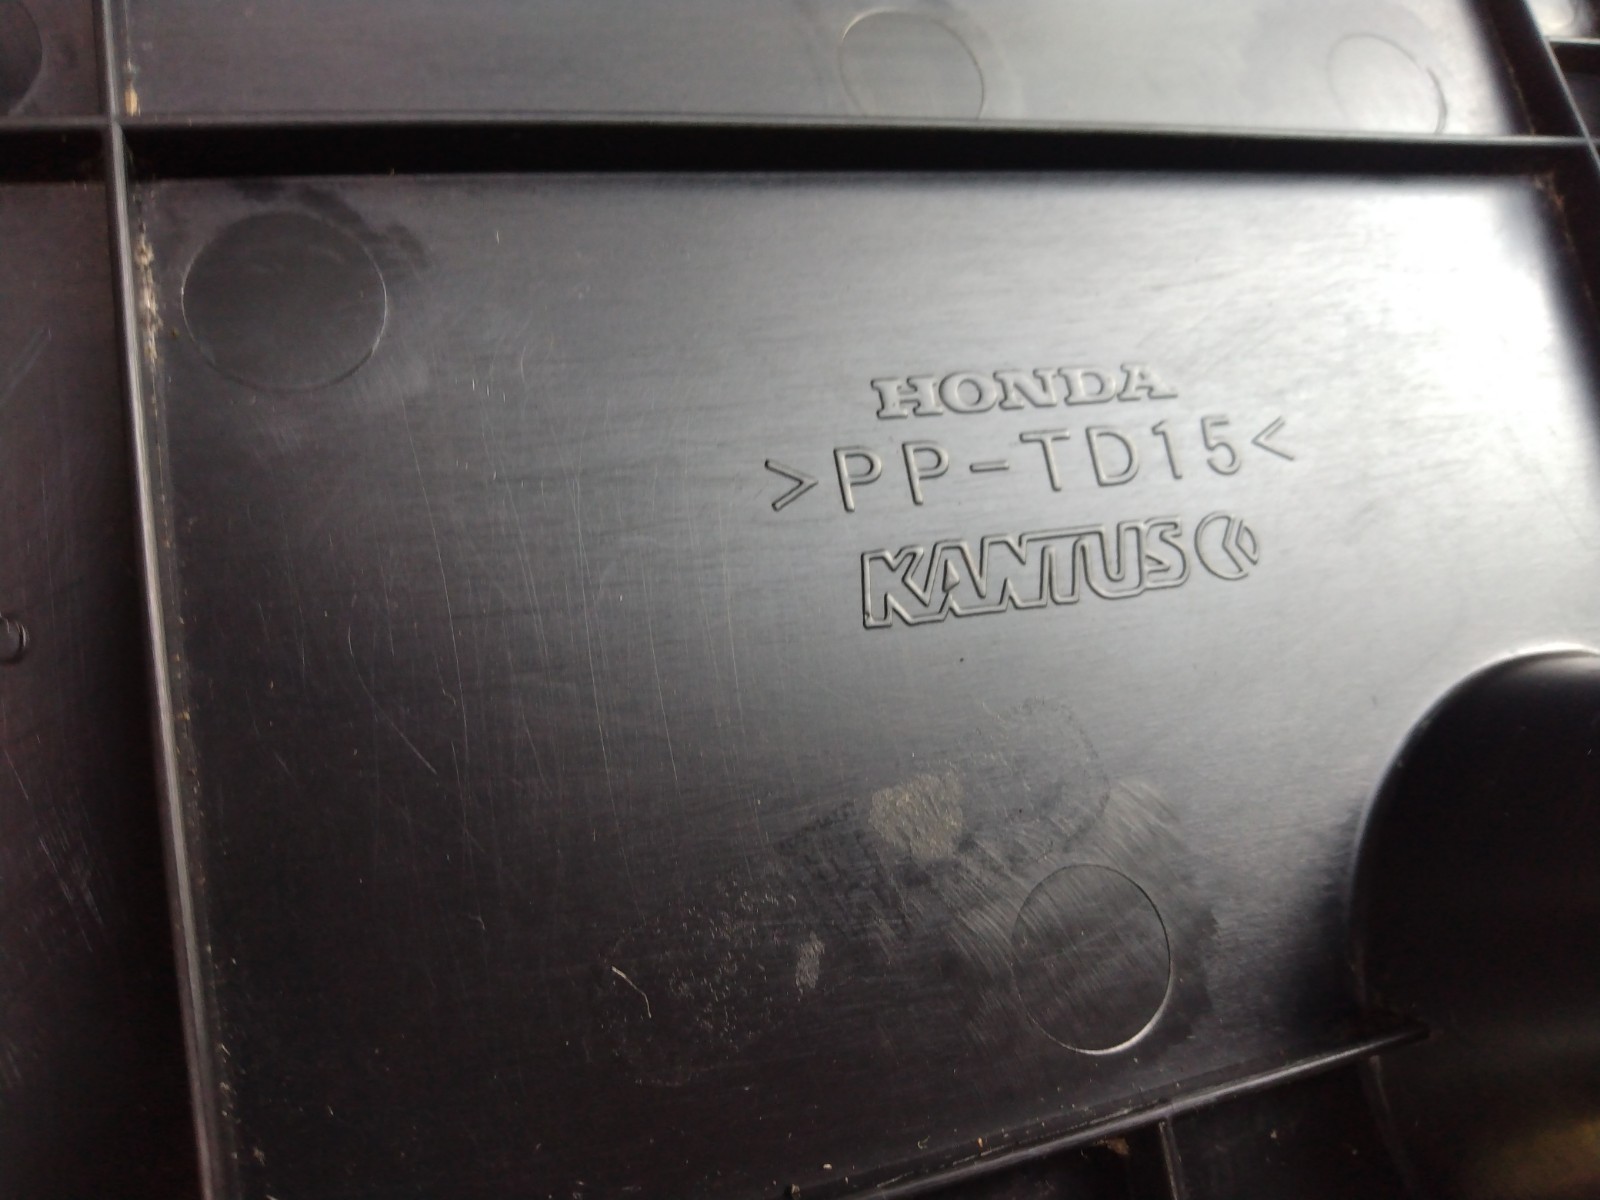 HONDA
>PP-TD15<
KANTUS